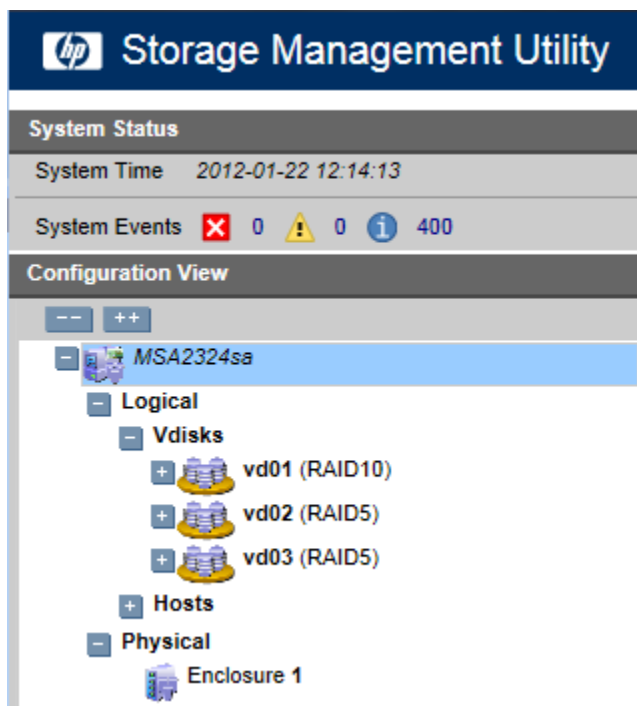 hp Storage Management Utility
System Status
System Time 2012-01-22 12:14:13
System Events 0 0 400
Configuration View
-- ++
MSA2324sa
Logical
Vdisks
vd01 (RAID10)
vd02 (RAID5)
vd03 (RAID5)
Hosts
Physical
Enclosure 1